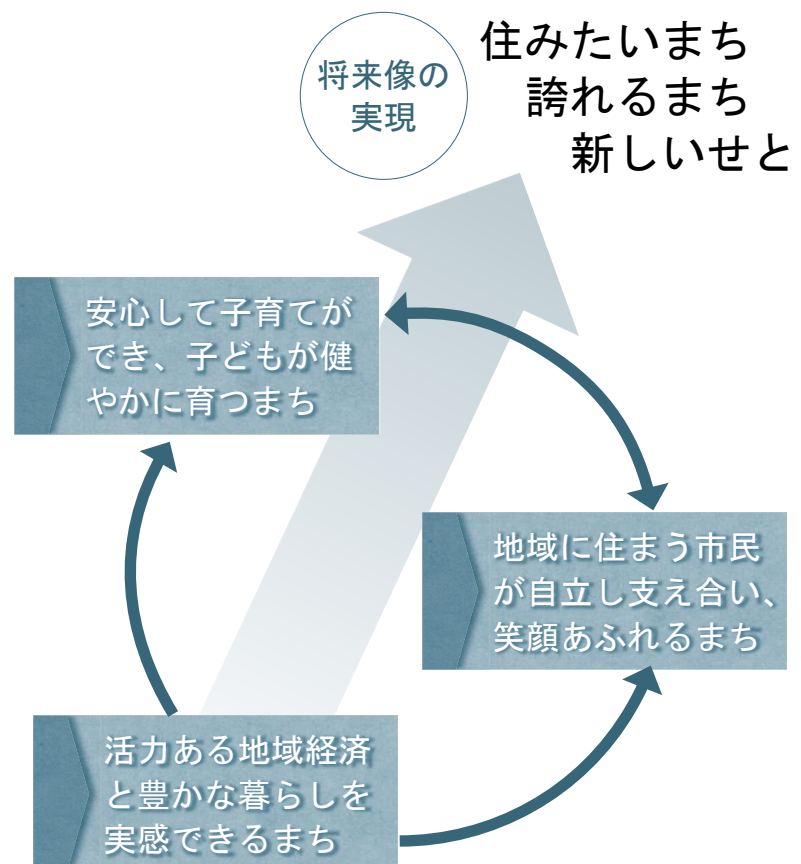 将来像の
実現
住みたいまち
誇れるまち
新しいせと
安心して子育てが
でき、子どもが健
やかに育つまち
地域に住まう市民
が自立し支え合い、
笑顔あふれるまち
活力ある地域経済
と豊かな暮らしを
実感できるまち